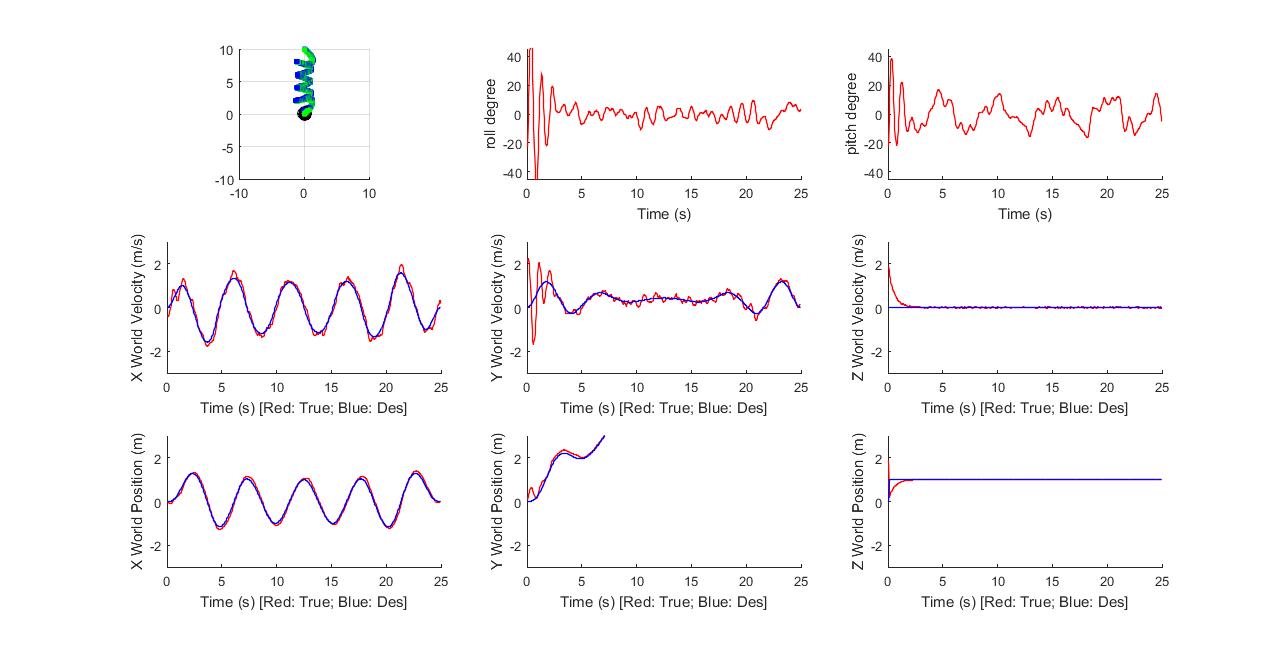 10
5
0
-5
-10
-10 0 10
roll degree
40
20
0
-20
-40
0 5 10 15 20 25
Time (s)
pitch degree
40
20
0
-20
-40
0 5 10 15 20 25
Time (s)
X World Velocity (m/s)
2
0
-2
0 5 10 15 20 25
Time (s) [Red: True; Blue: Des]
Y World Velocity (m/s)
2
0
-2
0 5 10 15 20 25
Time (s) [Red: True; Blue: Des]
Z World Velocity (m/s)
2
0
-2
0 5 10 15 20 25
Time (s) [Red: True; Blue: Des]
X World Position (m)
2
0
-2
0 5 10 15 20 25
Time (s) [Red: True; Blue: Des]
Y World Position (m)
2
0
-2
0 5 10 15 20 25
Time (s) [Red: True; Blue: Des]
Z World Position (m)
2
0
-2
0 5 10 15 20 25
Time (s) [Red: True; Blue: Des]